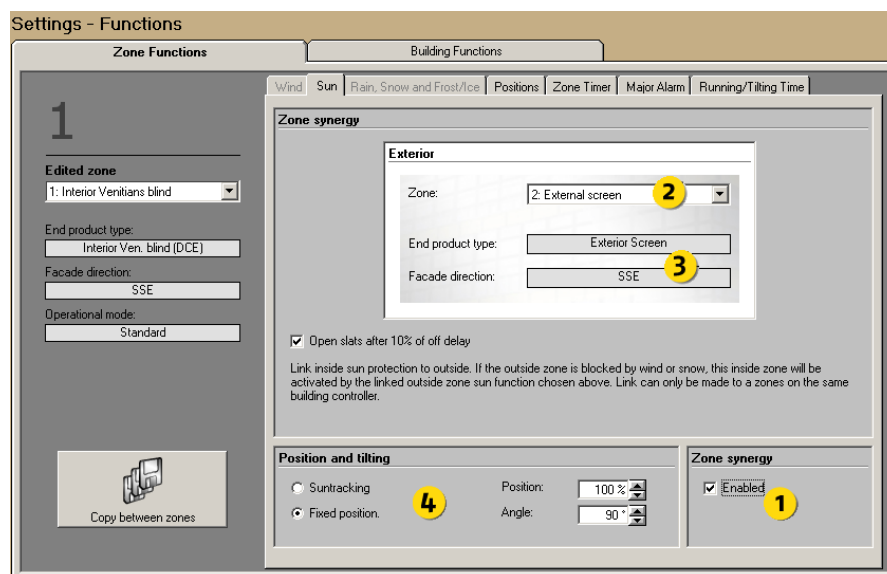 Settings - Functions
Zone Functions
Building Functions
Wind
Sun
Rain, Snow and Frost/Ice
Positions
Zone Timer
Major Alarm
Running/Tilting Time
1
Edited zone
1: Interior Venitians blind
End product type:
Interior Ven. blind (DCE)
Facade direction:
SSE
Operational mode:
Standard
Copy between zones
Zone synergy
Exterior
Zone:
2: External screen
2
End product type:
Exterior Screen
3
Facade direction:
SSE
Open slats after 10% of off delay
Link inside sun protection to outside. If the outside zone is blocked by wind or snow, this inside zone will be
activated by the linked outside zone sun function chosen above. Link can only be made to a zones on the same
building controller.
Position and tilting
Suntracking
Fixed position.
4
Position:
100 %
Angle:
90 °
Zone synergy
Enabled
1